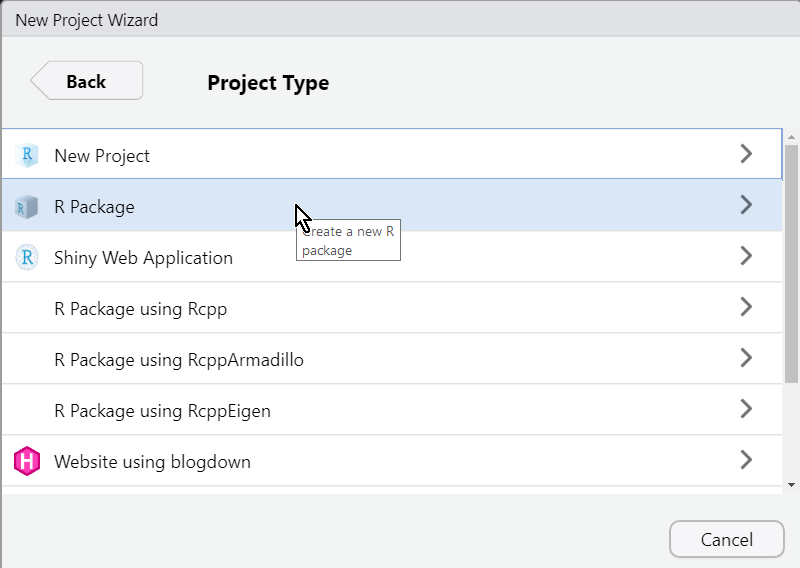 New Project Wizard
Back
Project Type
R New Project
R R Package
Create a new R
package
R Shiny Web Application
R Package using Rcpp
R Package using RcppArmadillo
R Package using RcppEigen
H Website using blogdown
Cancel